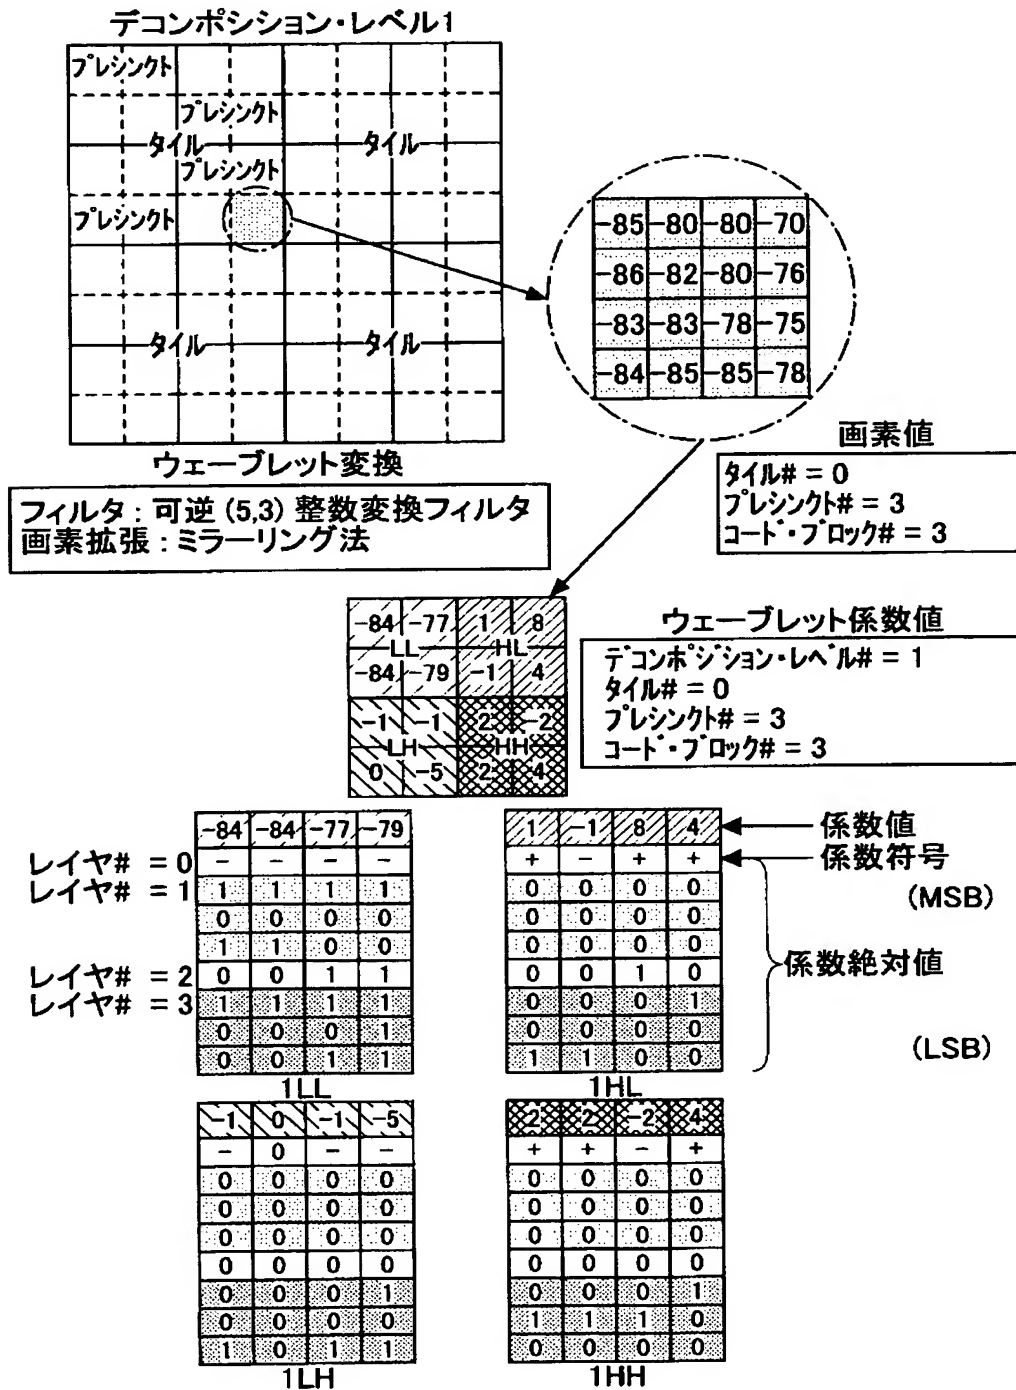 デコンポシション・レベル1
プレシンクト
プレシンクト
タイル タイル
プレシンクト
プレシンクト
タイル タイル
ウェーブレット変換
フィルタ：可逆 (5,3) 整数変換フィルタ
画素拡張：ミラーリング法
-85 -80 -80 -70
-86 -82 -80 -76
-83 -83 -78 -75
-84 -85 -85 -78
画素値
タイル# = 0
プレシンクト# = 3
コード・ブロック# = 3
-84 -77 1 8
LL HL
-84 -79 -1 4
-1 -1 2 -2
LH HH
0 -5 2 4
ウェーブレット係数値
デコンポジション・レベル# = 1
タイル# = 0
プレシンクト# = 3
コード・ブロック# = 3
-84 -84 -77 -79
レイヤ# = 0 - - - -
レイヤ# = 1 1 1 1 1
0 0 0 0
1 1 0 0
レイヤ# = 2 0 0 1 1
レイヤ# = 3 1 1 1 1
0 0 0 1
0 0 1 1
1LL
1 -1 8 4 係数値
+ - + + 係数符号
0 0 0 0 (MSB)
0 0 0 0
0 0 0 0
0 0 1 0 係数絶対値
0 0 0 1
0 0 0 0
1 1 0 0 (LSB)
1HL
-1 0 -1 -5
- 0 - -
0 0 0 0
0 0 0 0
0 0 0 0
0 0 0 0
0 0 0 1
0 0 0 0
1 0 1 1
1LH
2 2 -2 4
+ + - +
0 0 0 0
0 0 0 0
0 0 0 0
0 0 0 0
0 0 0 1
1 1 1 0
0 0 0 0
1HH